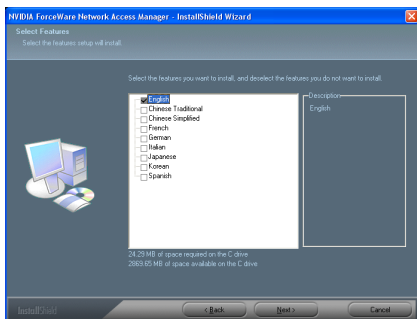 NVIDIA ForceWare Network Access Manager - InstallShield Wizard
Select Features
Select the features setup will install.
Select the features you want to install, and deselect the features you do not want to install.
English
Chinese Traditional
Chinese Simplified
French
German
Italian
Japanese
Korean
Spanish
Description
English
24.29 MB of space required on the C drive
2869.65 MB of space available on the C drive
InstallShield
< Back
Next >
Cancel